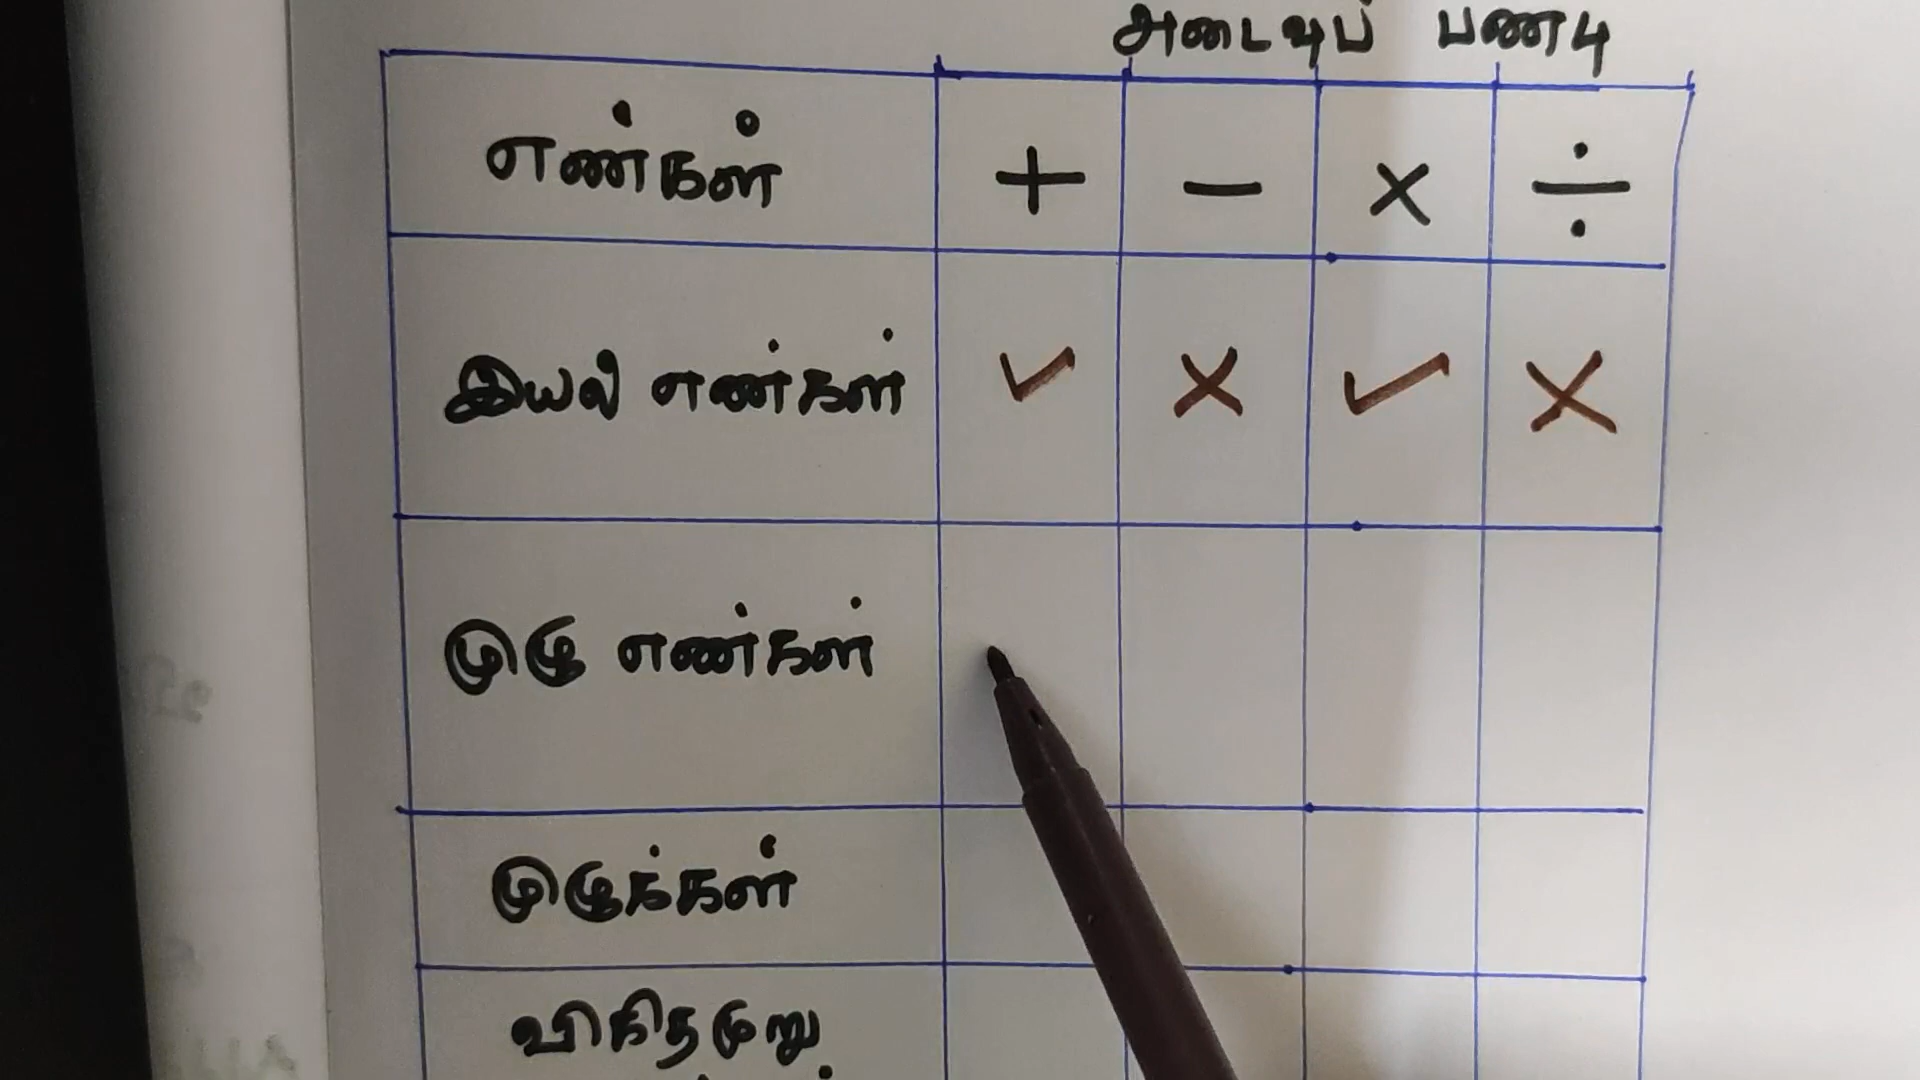 அடைவுப் பண்பு
எண்கள் + − × ÷
இயல் எண்கள் ✓ × ✓ ×
முழு எண்கள்
முழுக்கள்
விகிதமுறு